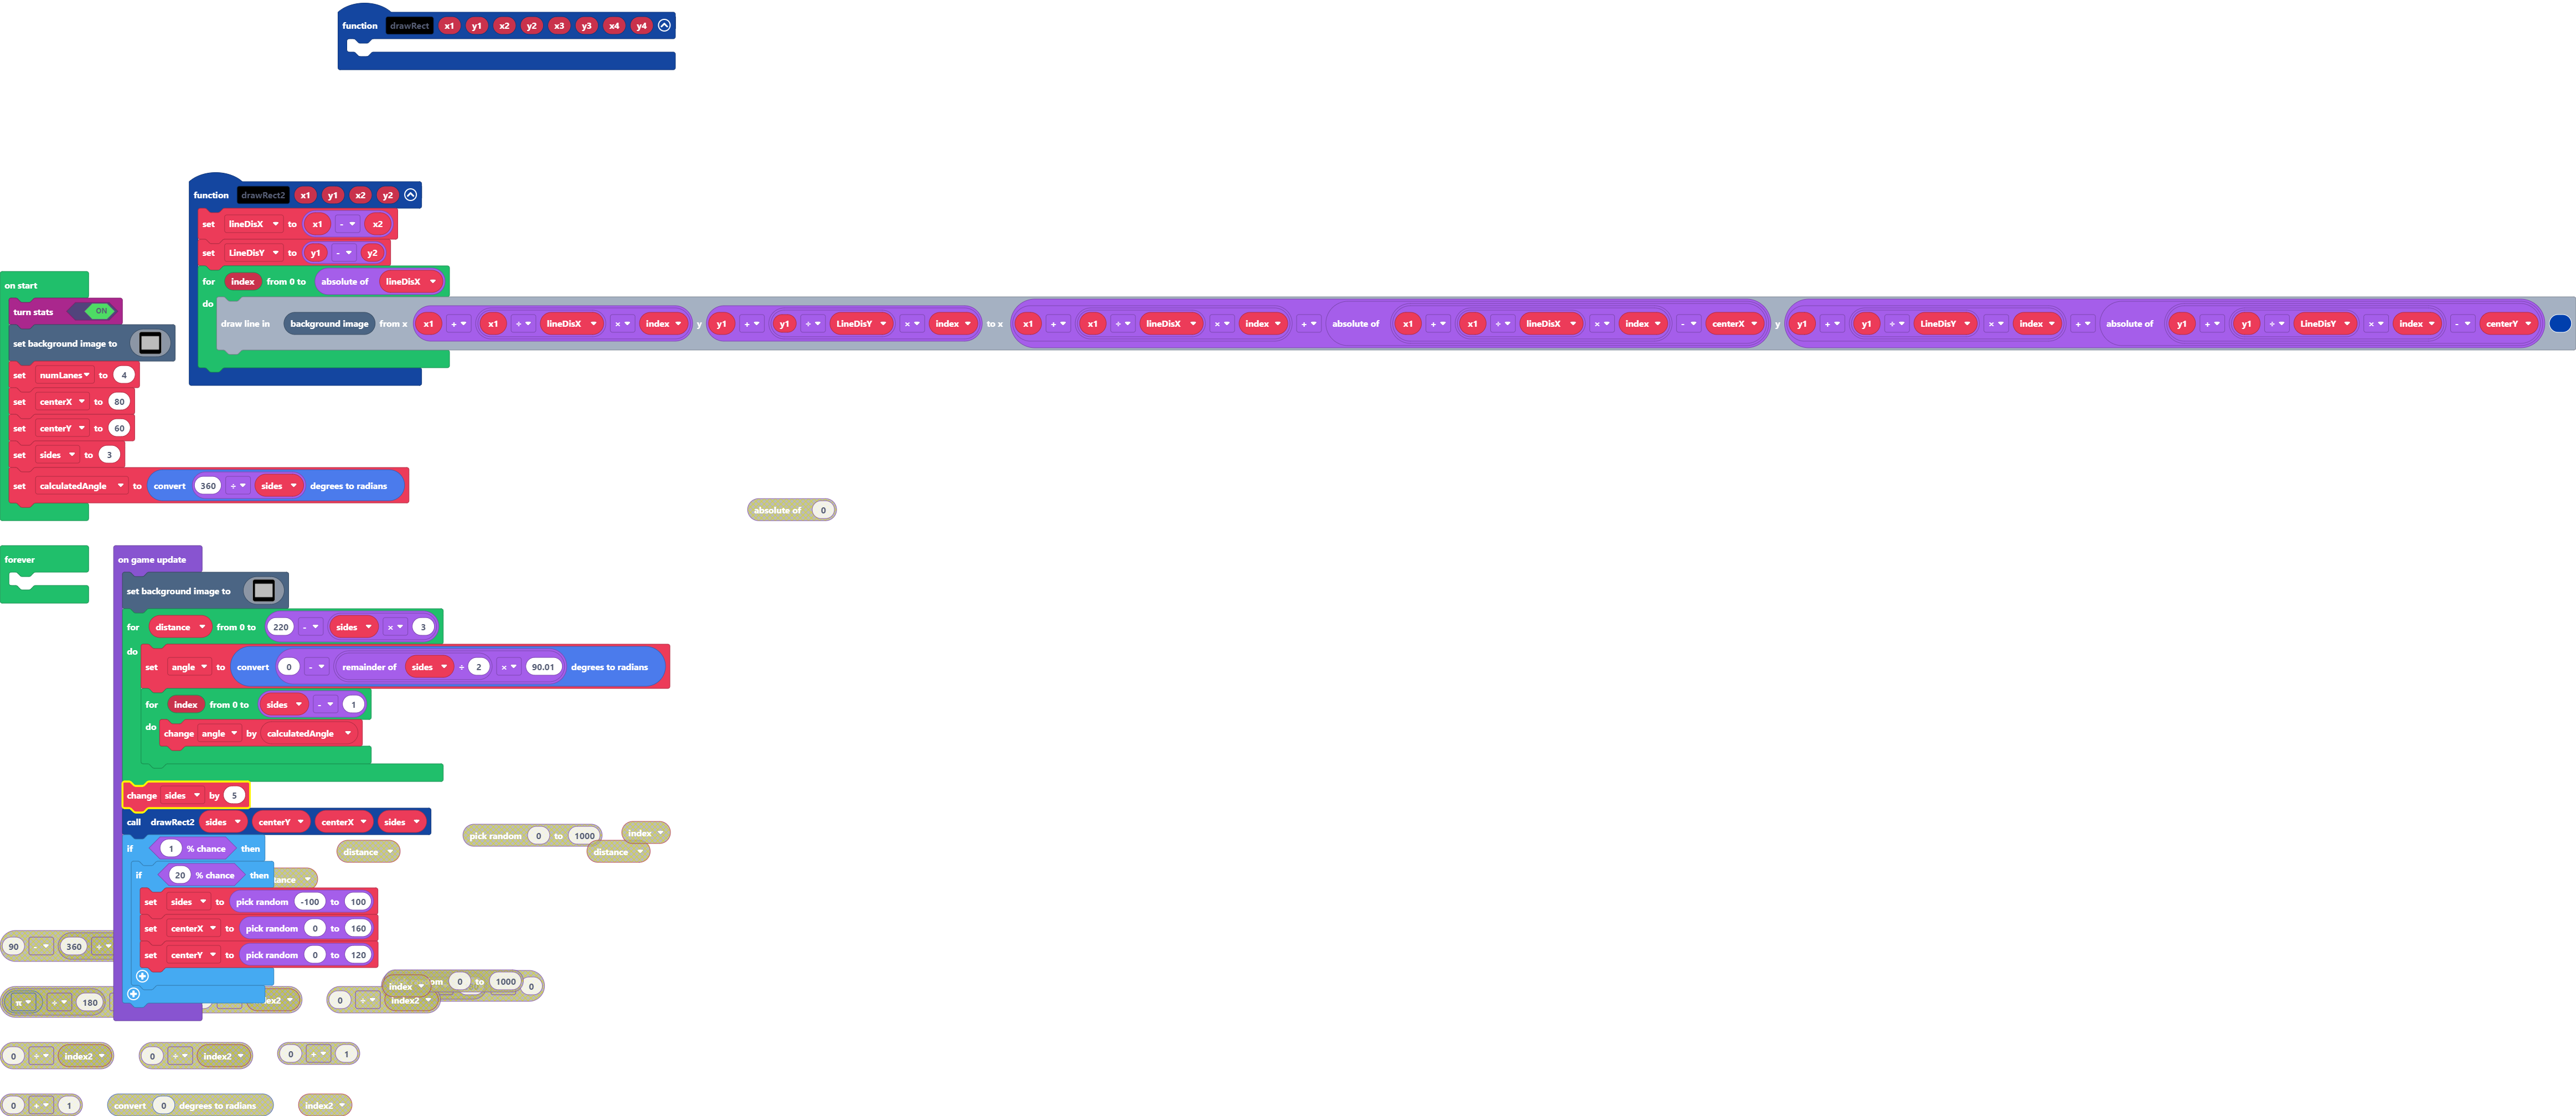 function drawRect x1 y1 x2 y2 x3 y3 x4 y4
function drawRect2 x1 y1 x2 y2
set lineDisX to x1 - x2
set LineDisY to y1 - y2
for index from 0 to absolute of lineDisX
do
draw line in background image from x x1 + x1 ÷ lineDisX × index y y1 + y1 ÷ LineDisY × index to x x1 + x1 ÷ lineDisX × index + absolute of x1 + x1 ÷ lineDisX × index - centerX y y1 + y1 ÷ LineDisY × index + absolute of y1 + y1 ÷ LineDisY × index - centerY
on start
turn stats ON
set background image to
set numLanes to 4
set centerX to 80
set centerY to 60
set sides to 3
set calculatedAngle to convert 360 ÷ sides degrees to radians
absolute of 0
forever
on game update
set background image to
for distance from 0 to 220 - sides × 3
do
set angle to convert 0 - remainder of sides ÷ 2 × 90.01 degrees to radians
for index from 0 to sides - 1
do
change angle by calculatedAngle
change sides by 5
call drawRect2 sides centerY centerX sides
pick random 0 to 1000
index
if 1 % chance then
distance
distance
if 20 % chance then
tance
set sides to pick random -100 to 100
set centerX to pick random 0 to 160
set centerY to pick random 0 to 120
90 - 360 ÷
index om 0 to 1000 0
π ÷ 180
ex2
0 ÷ index2
0 ÷ index2
0 ÷ index2
0 ÷ 1
0 ÷ 1
convert 0 degrees to radians
index2